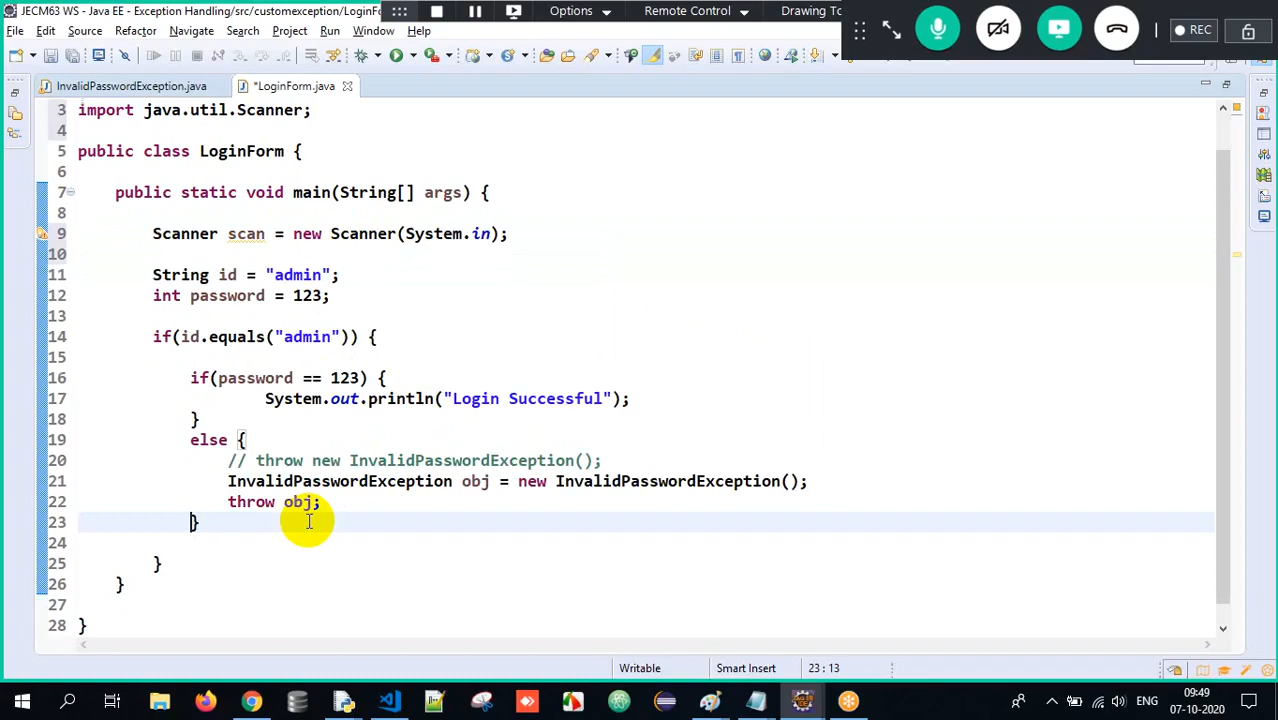 JECM63 WS - Java EE - Exception Handling/src/customexception/LoginFo
Options
Remote Control
Drawing To
REC
File Edit Source Refactor Navigate Search Project Run Window Help
InvalidPasswordException.java
*LoginForm.java
3 import java.util.Scanner;
4
5 public class LoginForm {
6
7 public static void main(String[] args) {
8
9 Scanner scan = new Scanner(System.in);
10
11 String id = "admin";
12 int password = 123;
13
14 if(id.equals("admin")) {
15
16 if(password == 123) {
17 System.out.println("Login Successful");
18 }
19 else {
20 // throw new InvalidPasswordException();
21 InvalidPasswordException obj = new InvalidPasswordException();
22 throw obj;
23 }
24
25 }
26 }
27
28 }
Writable
Smart Insert
23 : 13
ENG
09:49
07-10-2020